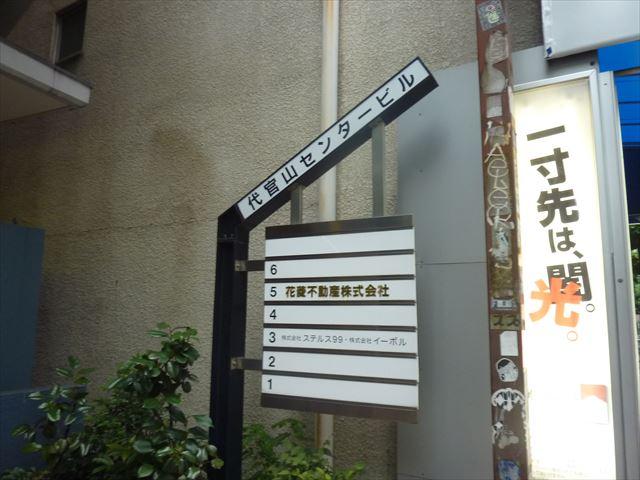 代官山センタービル
6
5 花菱不動産株式会社
4
3 株式会社 ステルス99・株式会社 イーボル
2
1
一寸先は、闇。
光。